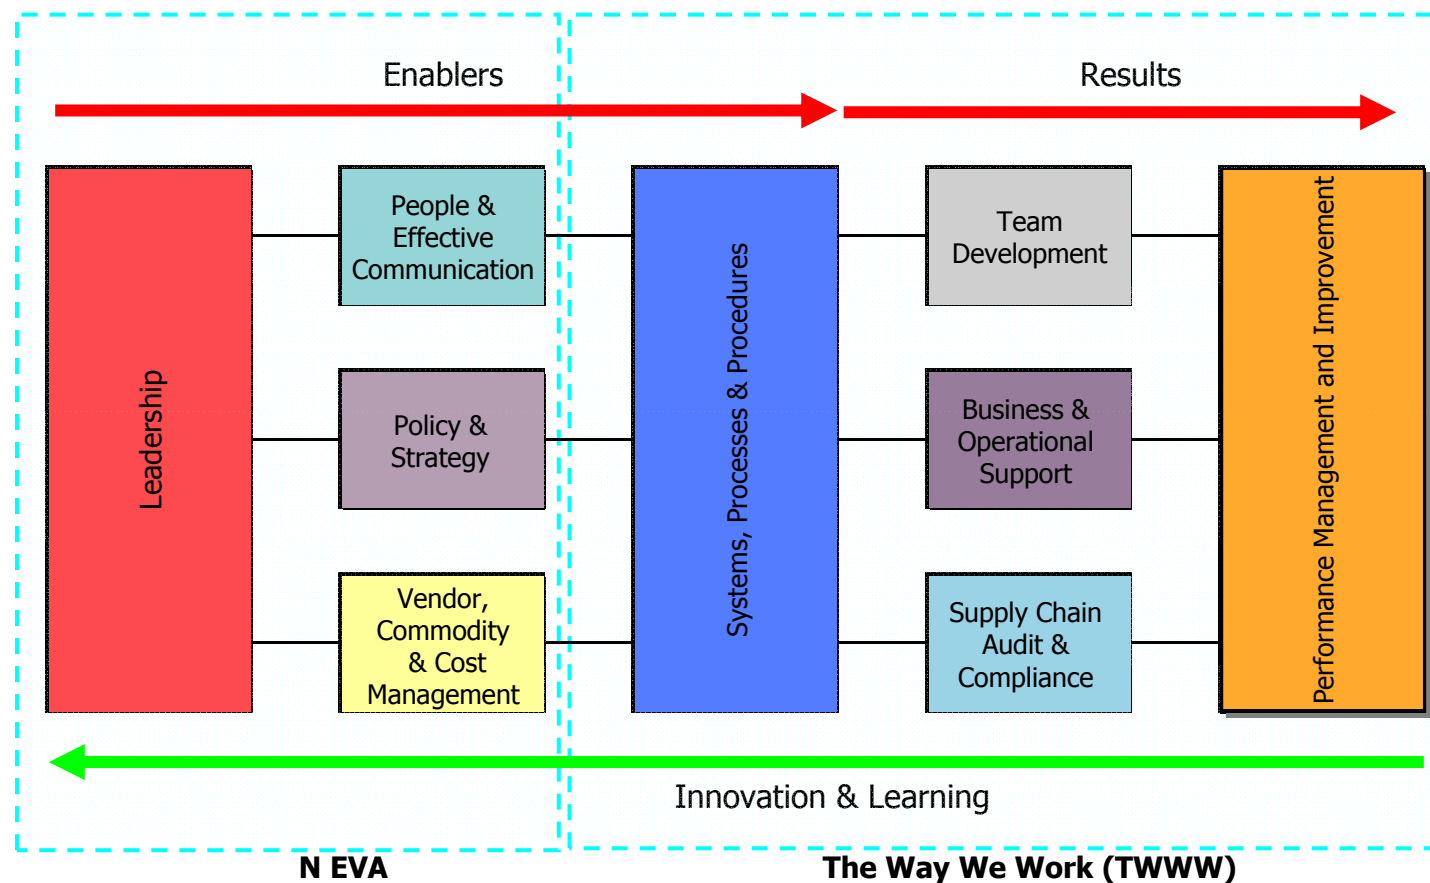 Enablers
Results
Leadership
People &
Effective
Communication
Policy &
Strategy
Vendor,
Commodity
& Cost
Management
Systems, Processes & Procedures
Team
Development
Business &
Operational
Support
Supply Chain
Audit &
Compliance
Performance Management and Improvement
Innovation & Learning
N EVA
The Way We Work (TWWW)